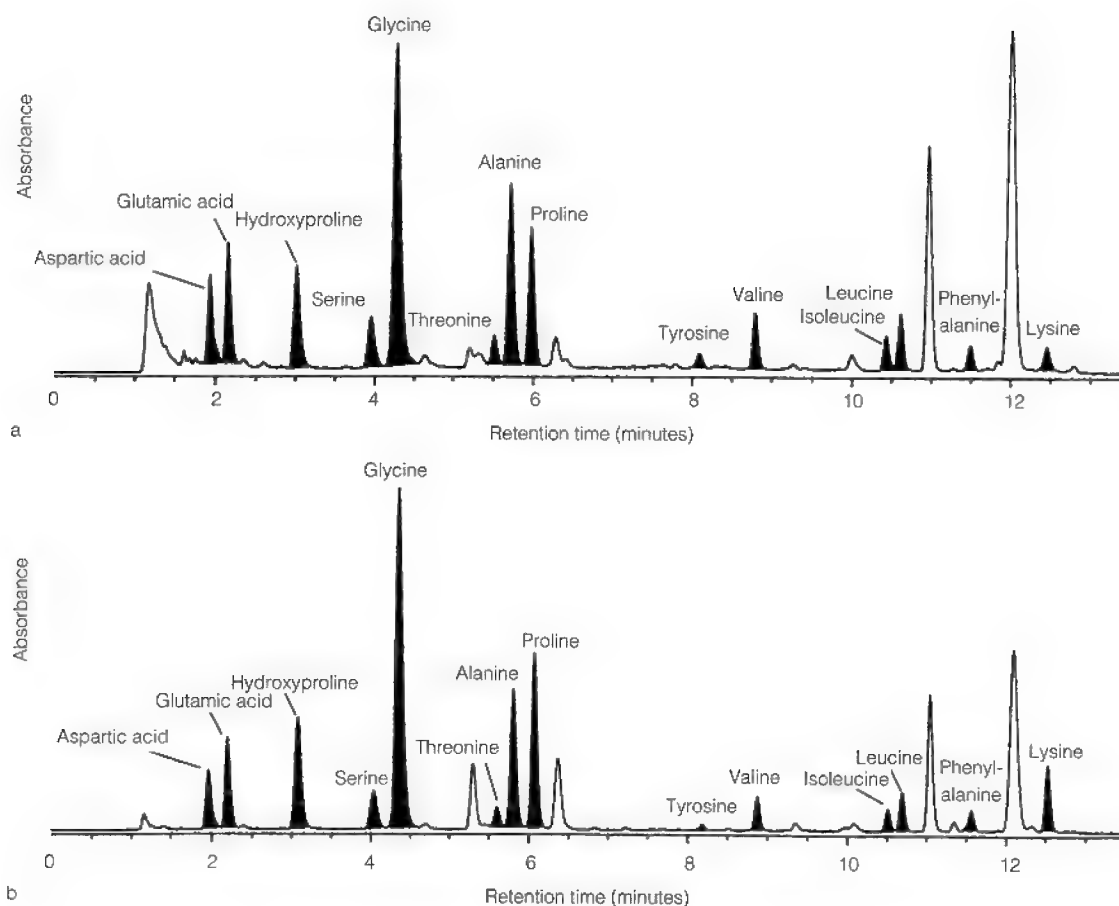 Glycine
Absorbance
Alanine
Glutamic acid
Hydroxyproline
Proline
Aspartic acid
Serine
Threonine
Valine
Leucine
Isoleucine
Phenyl-
alanine
Tyrosine
Lysine
0 2 4 6 8 10 12
a
Retention time (minutes)
Glycine
Absorbance
Proline
Alanine
Hydroxyproline
Glutamic acid
Aspartic acid
Threonine
Serine
Valine
Leucine
Isoleucine
Phenyl-
alanine
Lysine
Tyrosine
0 2 4 6 8 10 12
b
Retention time (minutes)